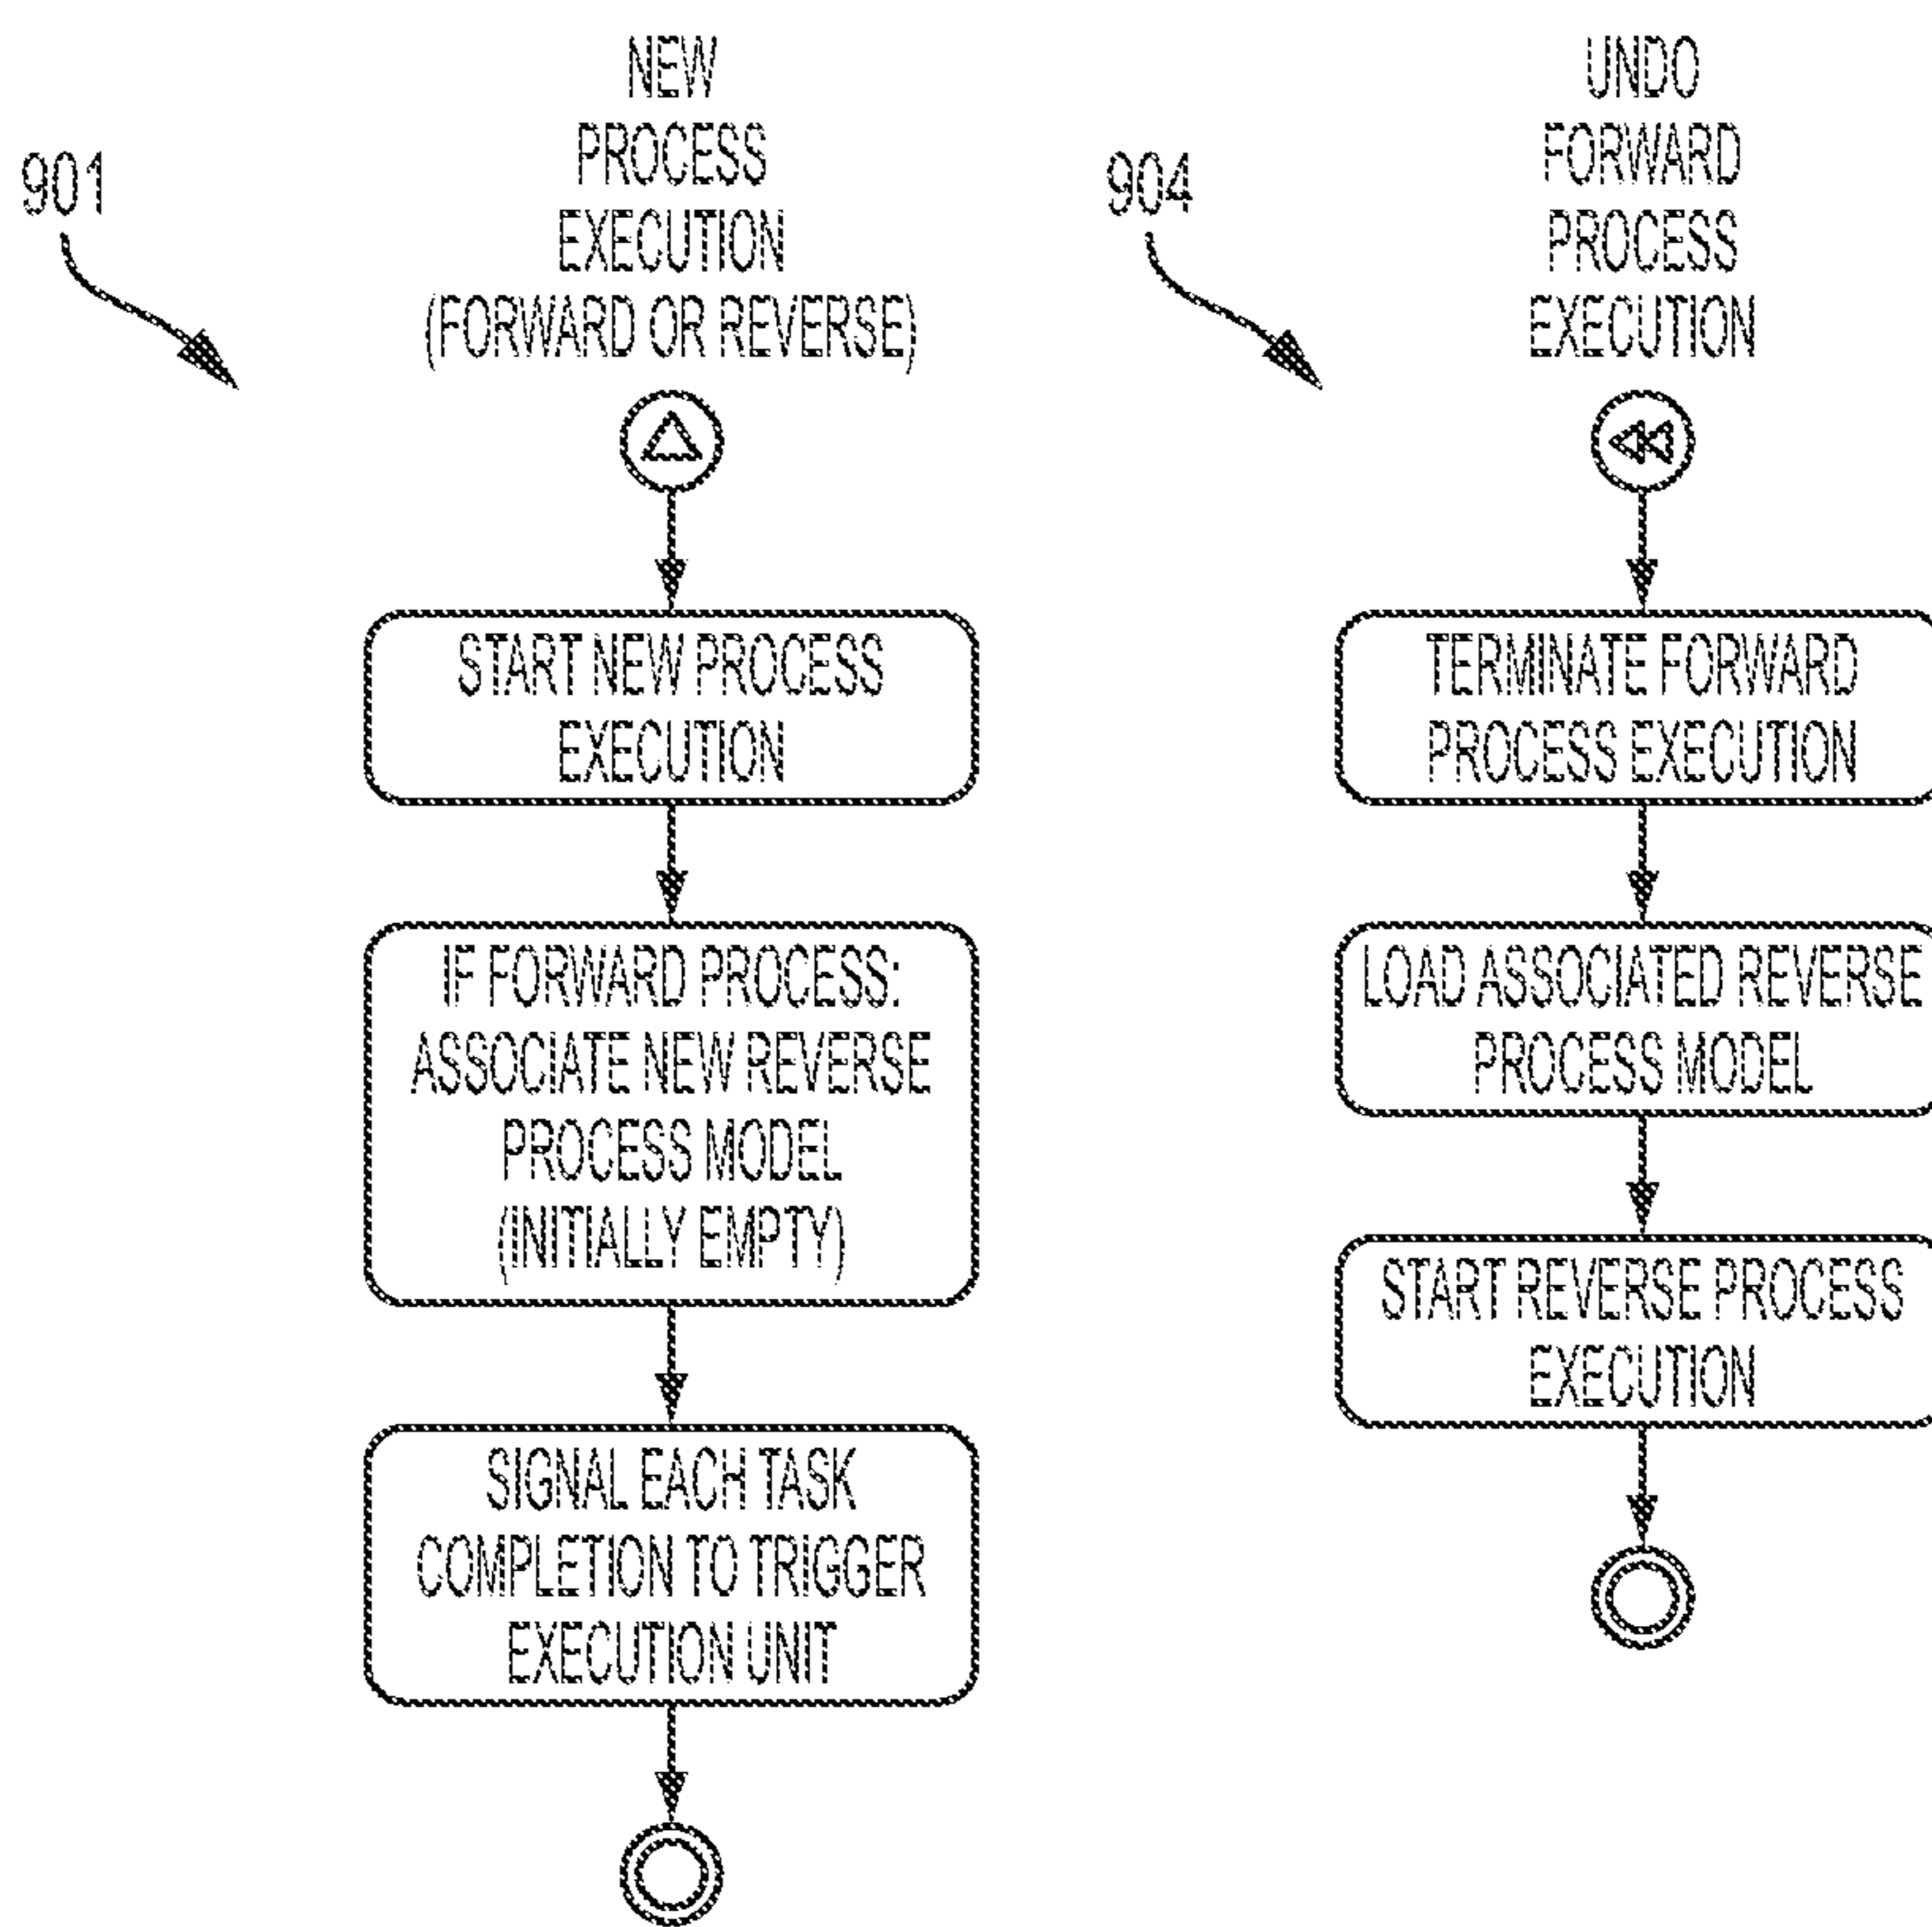 901
NEW
PROCESS
EXECUTION
(FORWARD OR REVERSE)
START NEW PROCESS
EXECUTION
IF FORWARD PROCESS:
ASSOCIATE NEW REVERSE
PROCESS MODEL
(INITIALLY EMPTY)
SIGNAL EACH TASK
COMPLETION TO TRIGGER
EXECUTION UNIT
904
UNDO
FORWARD
PROCESS
EXECUTION
TERMINATE FORWARD
PROCESS EXECUTION
LOAD ASSOCIATED REVERSE
PROCESS MODEL
START REVERSE PROCESS
EXECUTION